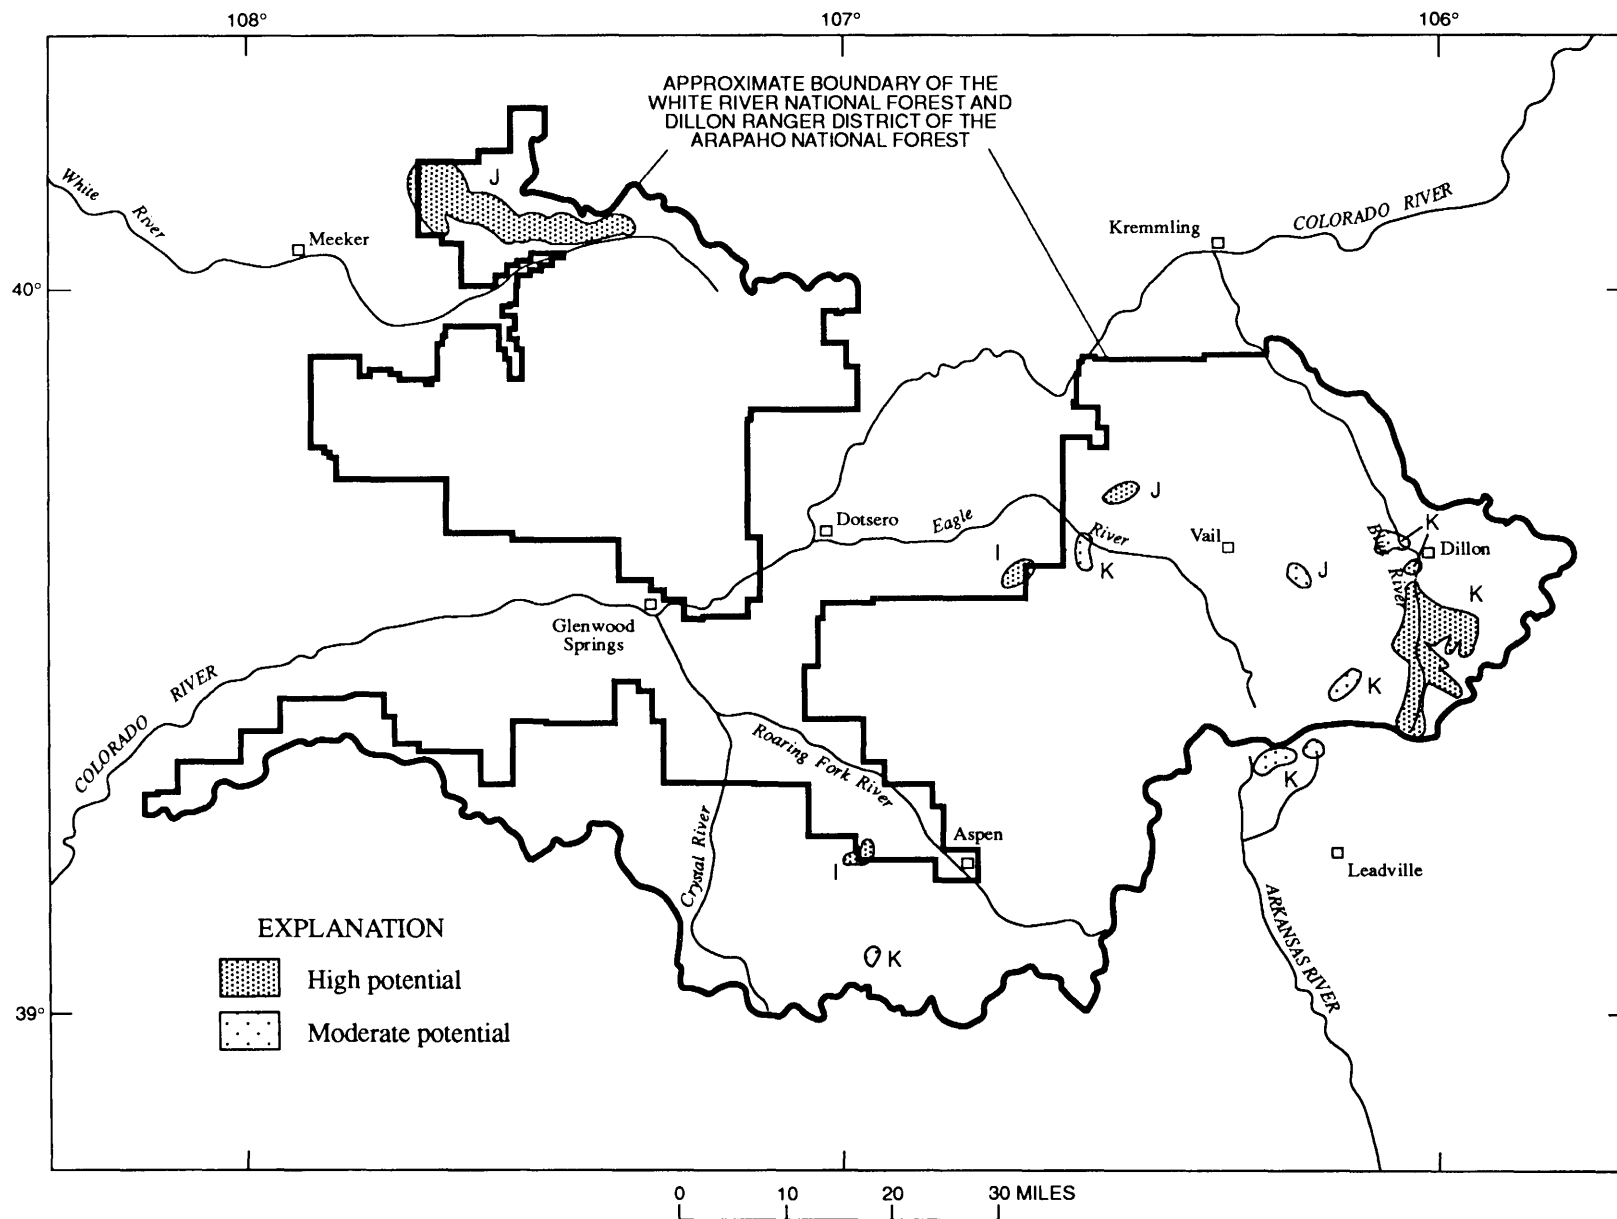 108°
107°
106°
APPROXIMATE BOUNDARY OF THE
WHITE RIVER NATIONAL FOREST AND
DILLON RANGER DISTRICT OF THE
ARAPAHO NATIONAL FOREST
J
White
River
Meeker
Kremmling
COLORADO RIVER
40°
Dotsero
Eagle
River
J
Vail
I
K
J
K
Blue
River
Dillon
K
Glenwood
Springs
COLORADO RIVER
K
Roaring Fork River
K
Crystal River
Aspen
I
Leadville
ARKANSAS RIVER
K
EXPLANATION
High potential
Moderate potential
39°
0 10 20 30 MILES